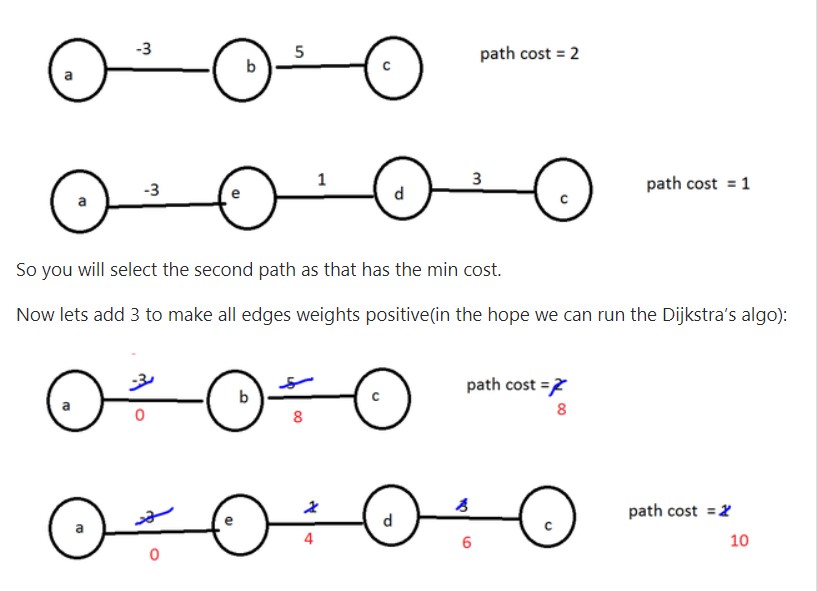 -3 5 path cost = 2
a b c
-3 1 3 path cost = 1
a e d c
So you will select the second path as that has the min cost.
Now lets add 3 to make all edges weights positive(in the hope we can run the Dijkstra's algo):
-3 5 path cost = 2
a b c
0 8 8
-3 1 3 path cost = 1
a e d c
0 4 6 10